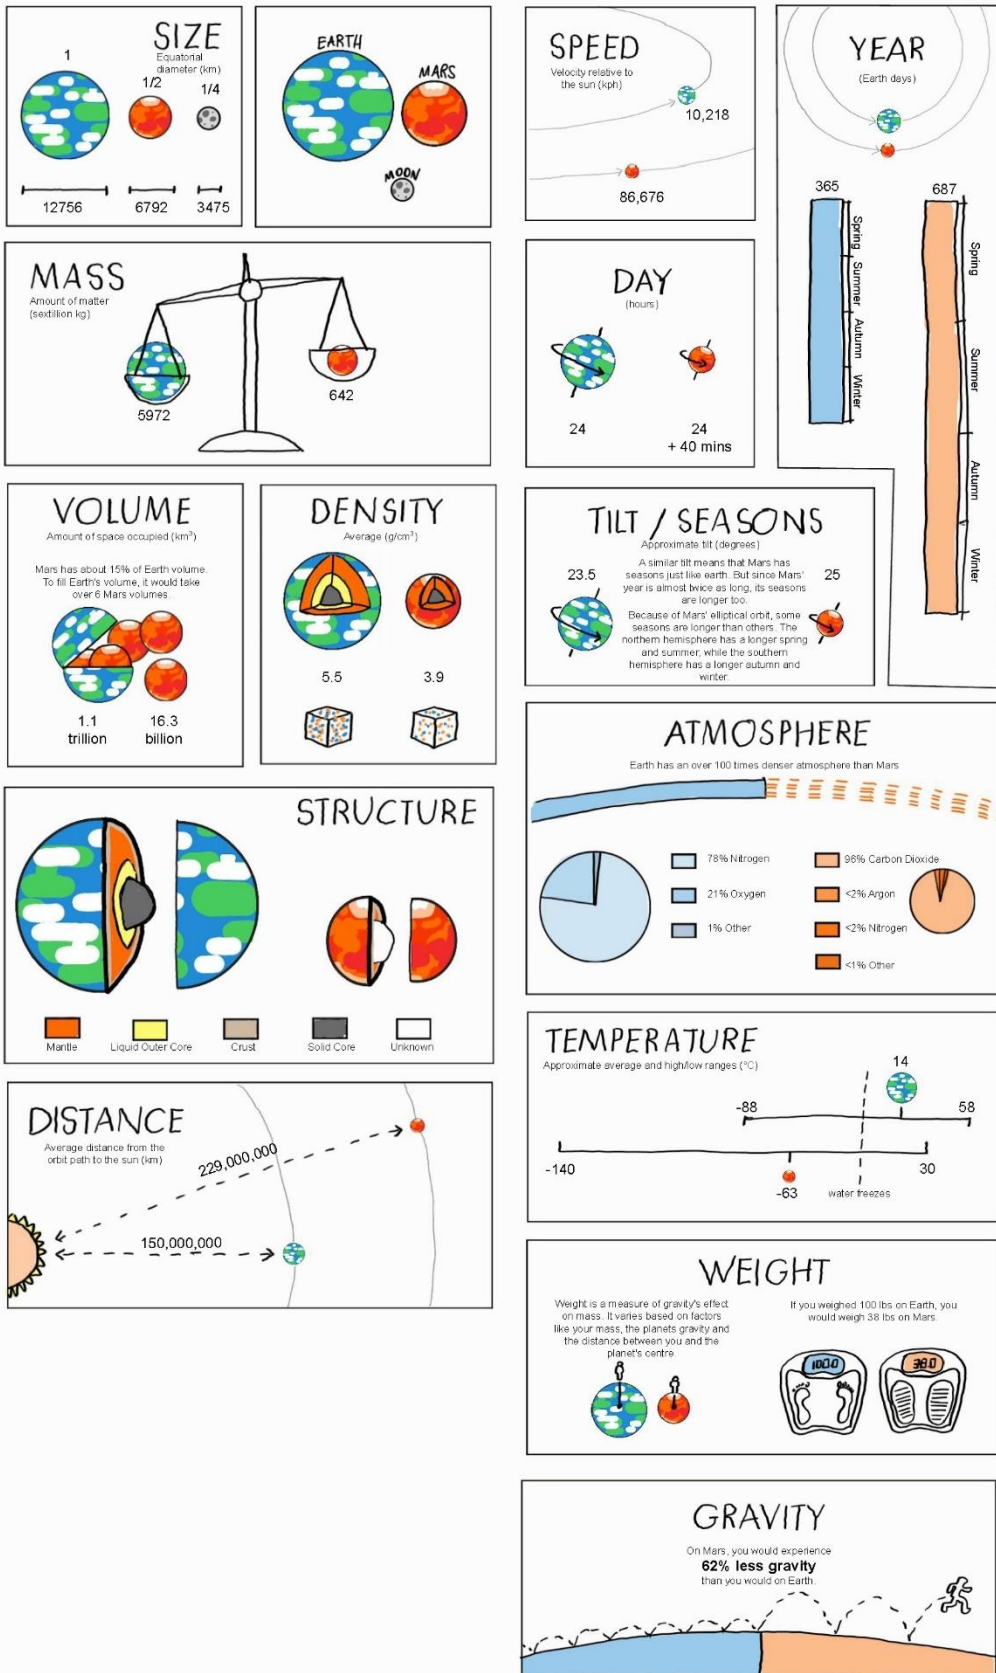 SIZE
Equatorial
diameter (km)
1
1/2
1/4
12756
6792
3475
EARTH
MARS
MOON
MASS
Amount of matter
(sextillion kg)
5972
642
VOLUME
Amount of space occupied (km³)
Mars has about 15% of Earth volume.
To fill Earth's volume, it would take
over 6 Mars volumes.
1.1
trillion
16.3
billion
DENSITY
Average (g/cm³)
5.5
3.9
STRUCTURE
Mantle
Liquid Outer Core
Crust
Solid Core
Unknown
DISTANCE
Average distance from the
orbit path to the sun (km)
229,000,000
150,000,000
SPEED
Velocity relative to
the sun (kph)
10,218
86,676
DAY
(hours)
24
24
+ 40 mins
YEAR
(Earth days)
365
687
Spring
Summer
Autumn
Winter
Spring
Summer
Autumn
Winter
TILT / SEASONS
Approximate tilt (degrees)
23.5
25
A similar tilt means that Mars has
seasons just like earth. But since Mars'
year is almost twice as long, its seasons
are longer too.
Because of Mars' elliptical orbit, some
seasons are longer than others. The
northern hemisphere has a longer spring
and summer, while the southern
hemisphere has a longer autumn and
winter.
ATMOSPHERE
Earth has an over 100 times denser atmosphere than Mars
78% Nitrogen
21% Oxygen
1% Other
96% Carbon Dioxide
<2% Argon
<2% Nitrogen
<1% Other
TEMPERATURE
Approximate average and high/low ranges (°C)
14
-88
58
-140
30
-63
water freezes
WEIGHT
Weight is a measure of gravity's effect
on mass. It varies based on factors
like your mass, the planets gravity and
the distance between you and the
planet's centre.
If you weighed 100 lbs on Earth, you
would weigh 38 lbs on Mars.
100.0
38.0
GRAVITY
On Mars, you would experience
62% less gravity
than you would on Earth.